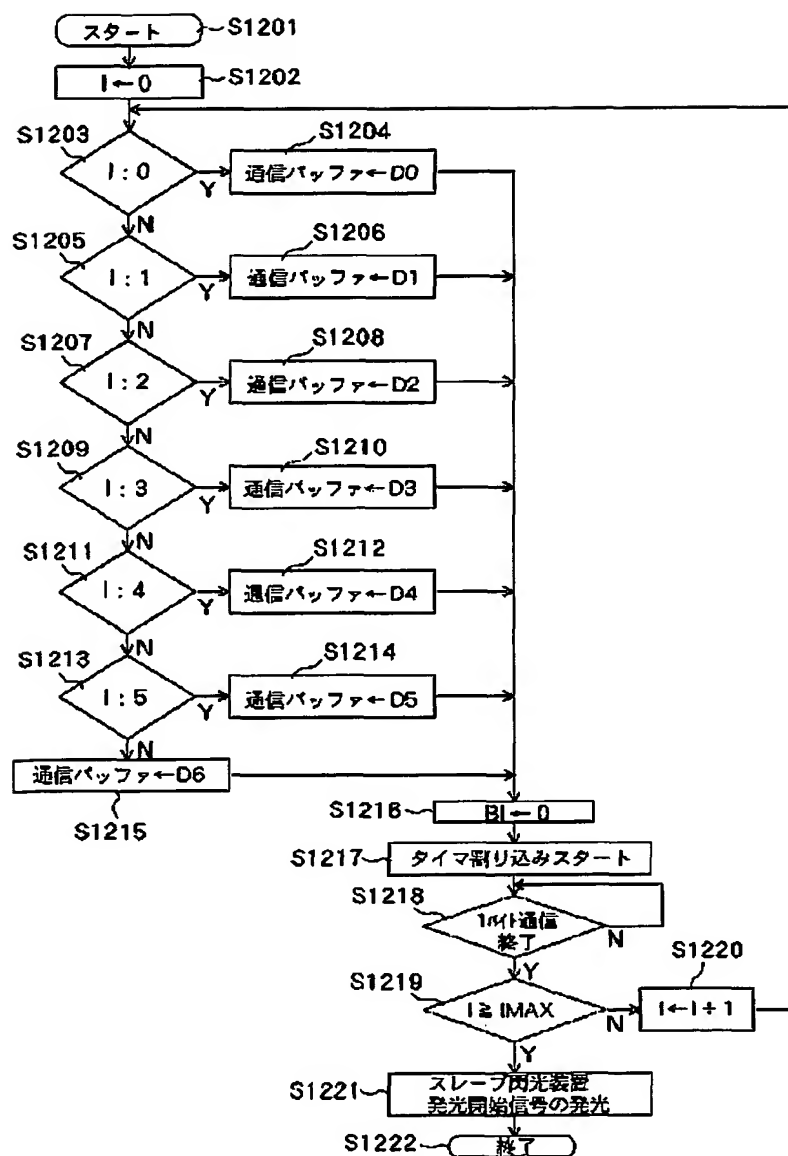 スタート
S1201
I←0
S1202
S1203
I : 0
Y
N
S1204
通信バッファ←D0
S1205
I : 1
Y
N
S1206
通信バッファ←D1
S1207
I : 2
Y
N
S1208
通信バッファ←D2
S1209
I : 3
Y
N
S1210
通信バッファ←D3
S1211
I : 4
Y
N
S1212
通信バッファ←D4
S1213
I : 5
Y
N
S1214
通信バッファ←D5
通信バッファ←D6
S1215
S1216
BI←0
S1217
タイマ割り込みスタート
S1218
1バイト通信
終了
N
Y
S1219
I≧IMAX
N
Y
S1220
I←I+1
S1221
スレーブ閃光装置
発光開始信号の発光
S1222
終了